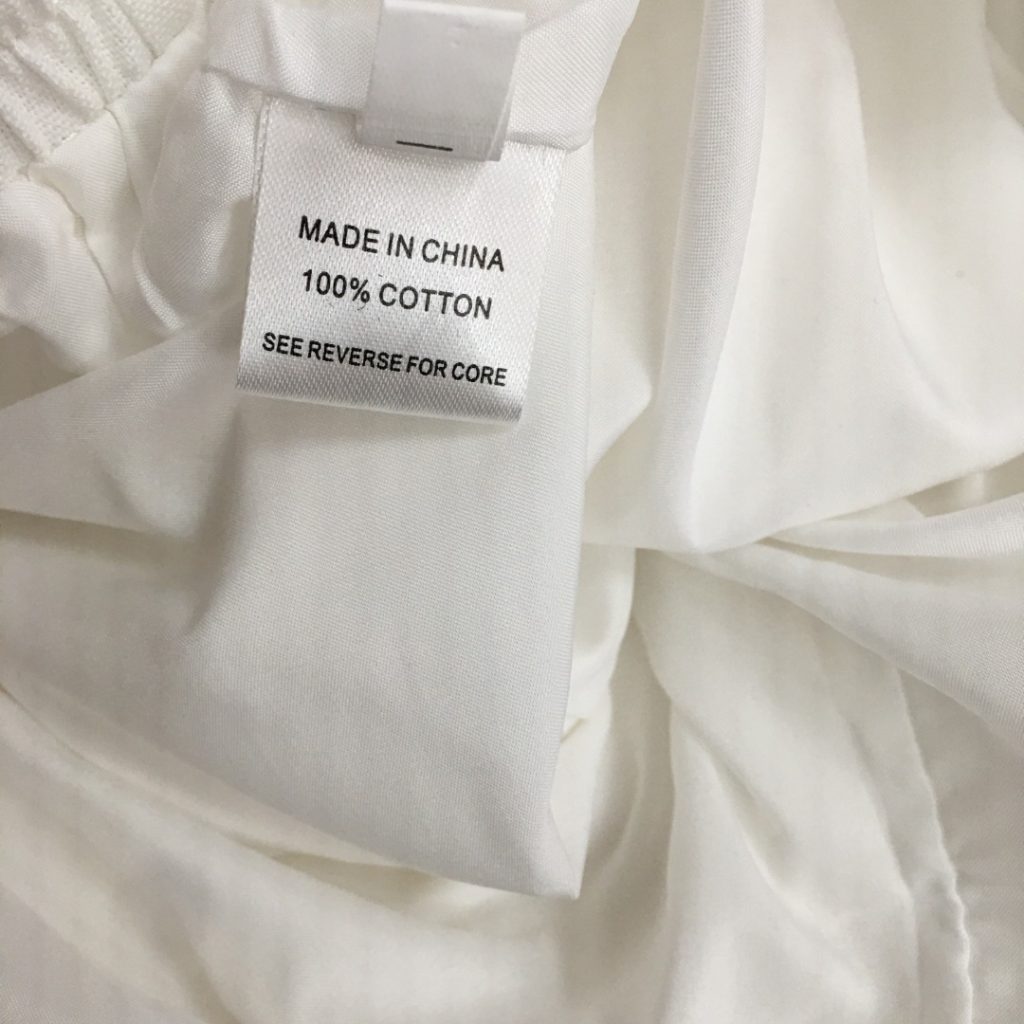 MADE IN CHINA
100% COTTON
SEE REVERSE FOR CORE